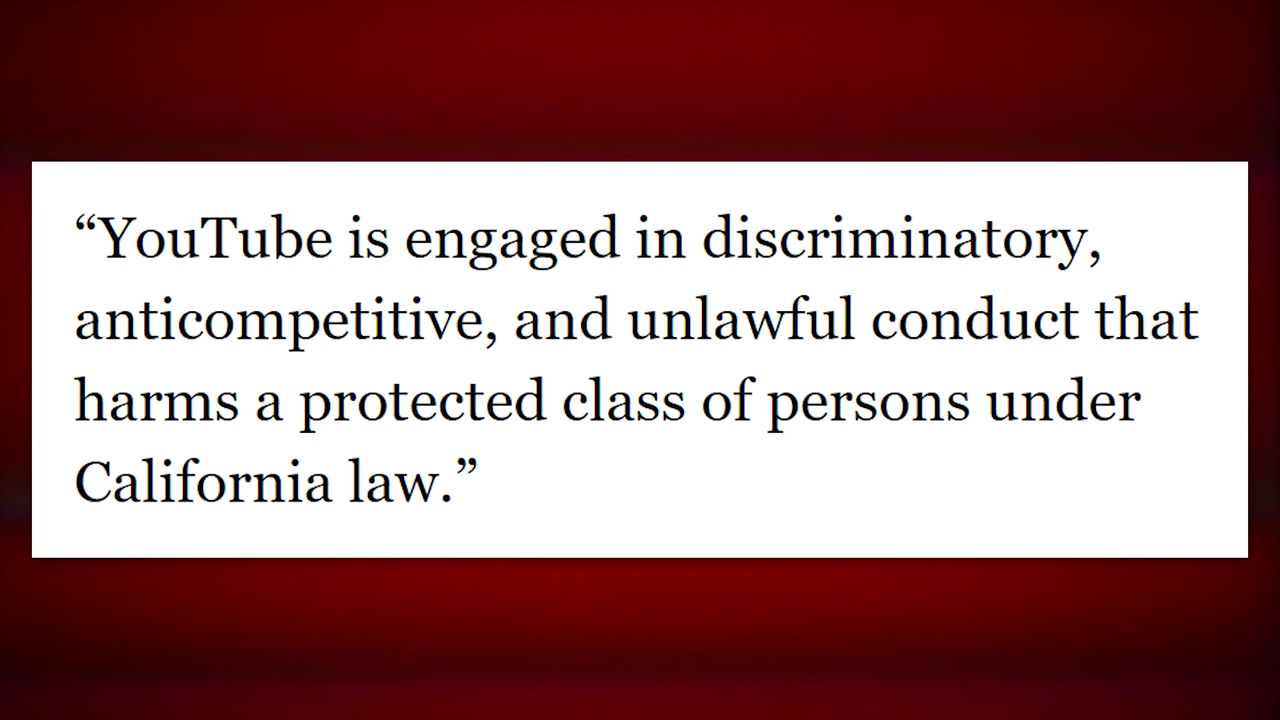 “YouTube is engaged in discriminatory,
anticompetitive, and unlawful conduct that
harms a protected class of persons under
California law.”